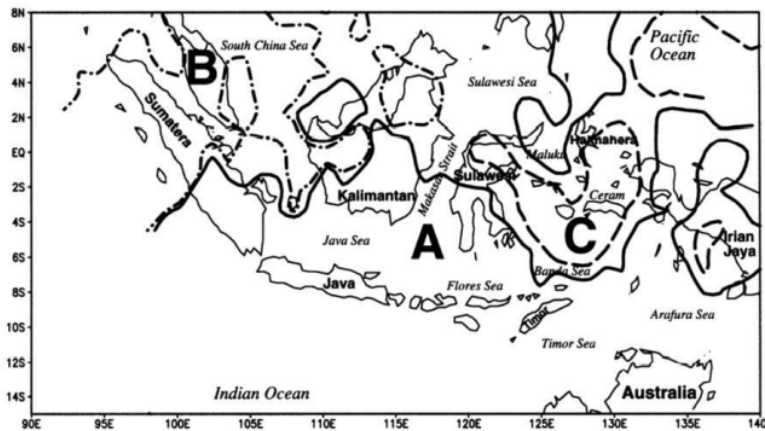 8N
6N
4N
2N
EQ
2S
4S
6S
8S
10S
12S
14S
90E
95E
100E
105E
110E
115E
120E
125E
130E
135E
140E
B
South China Sea
Pacific
Ocean
Sulawesi Sea
Sumatera
Halmahera
Maluku
Makasar Strait
Sulawesi
Kalimantan
Ceram
Java Sea
A
C
Irian
Jaya
Banda Sea
Java
Flores Sea
Timor
Arafura Sea
Timor Sea
Indian Ocean
Australia